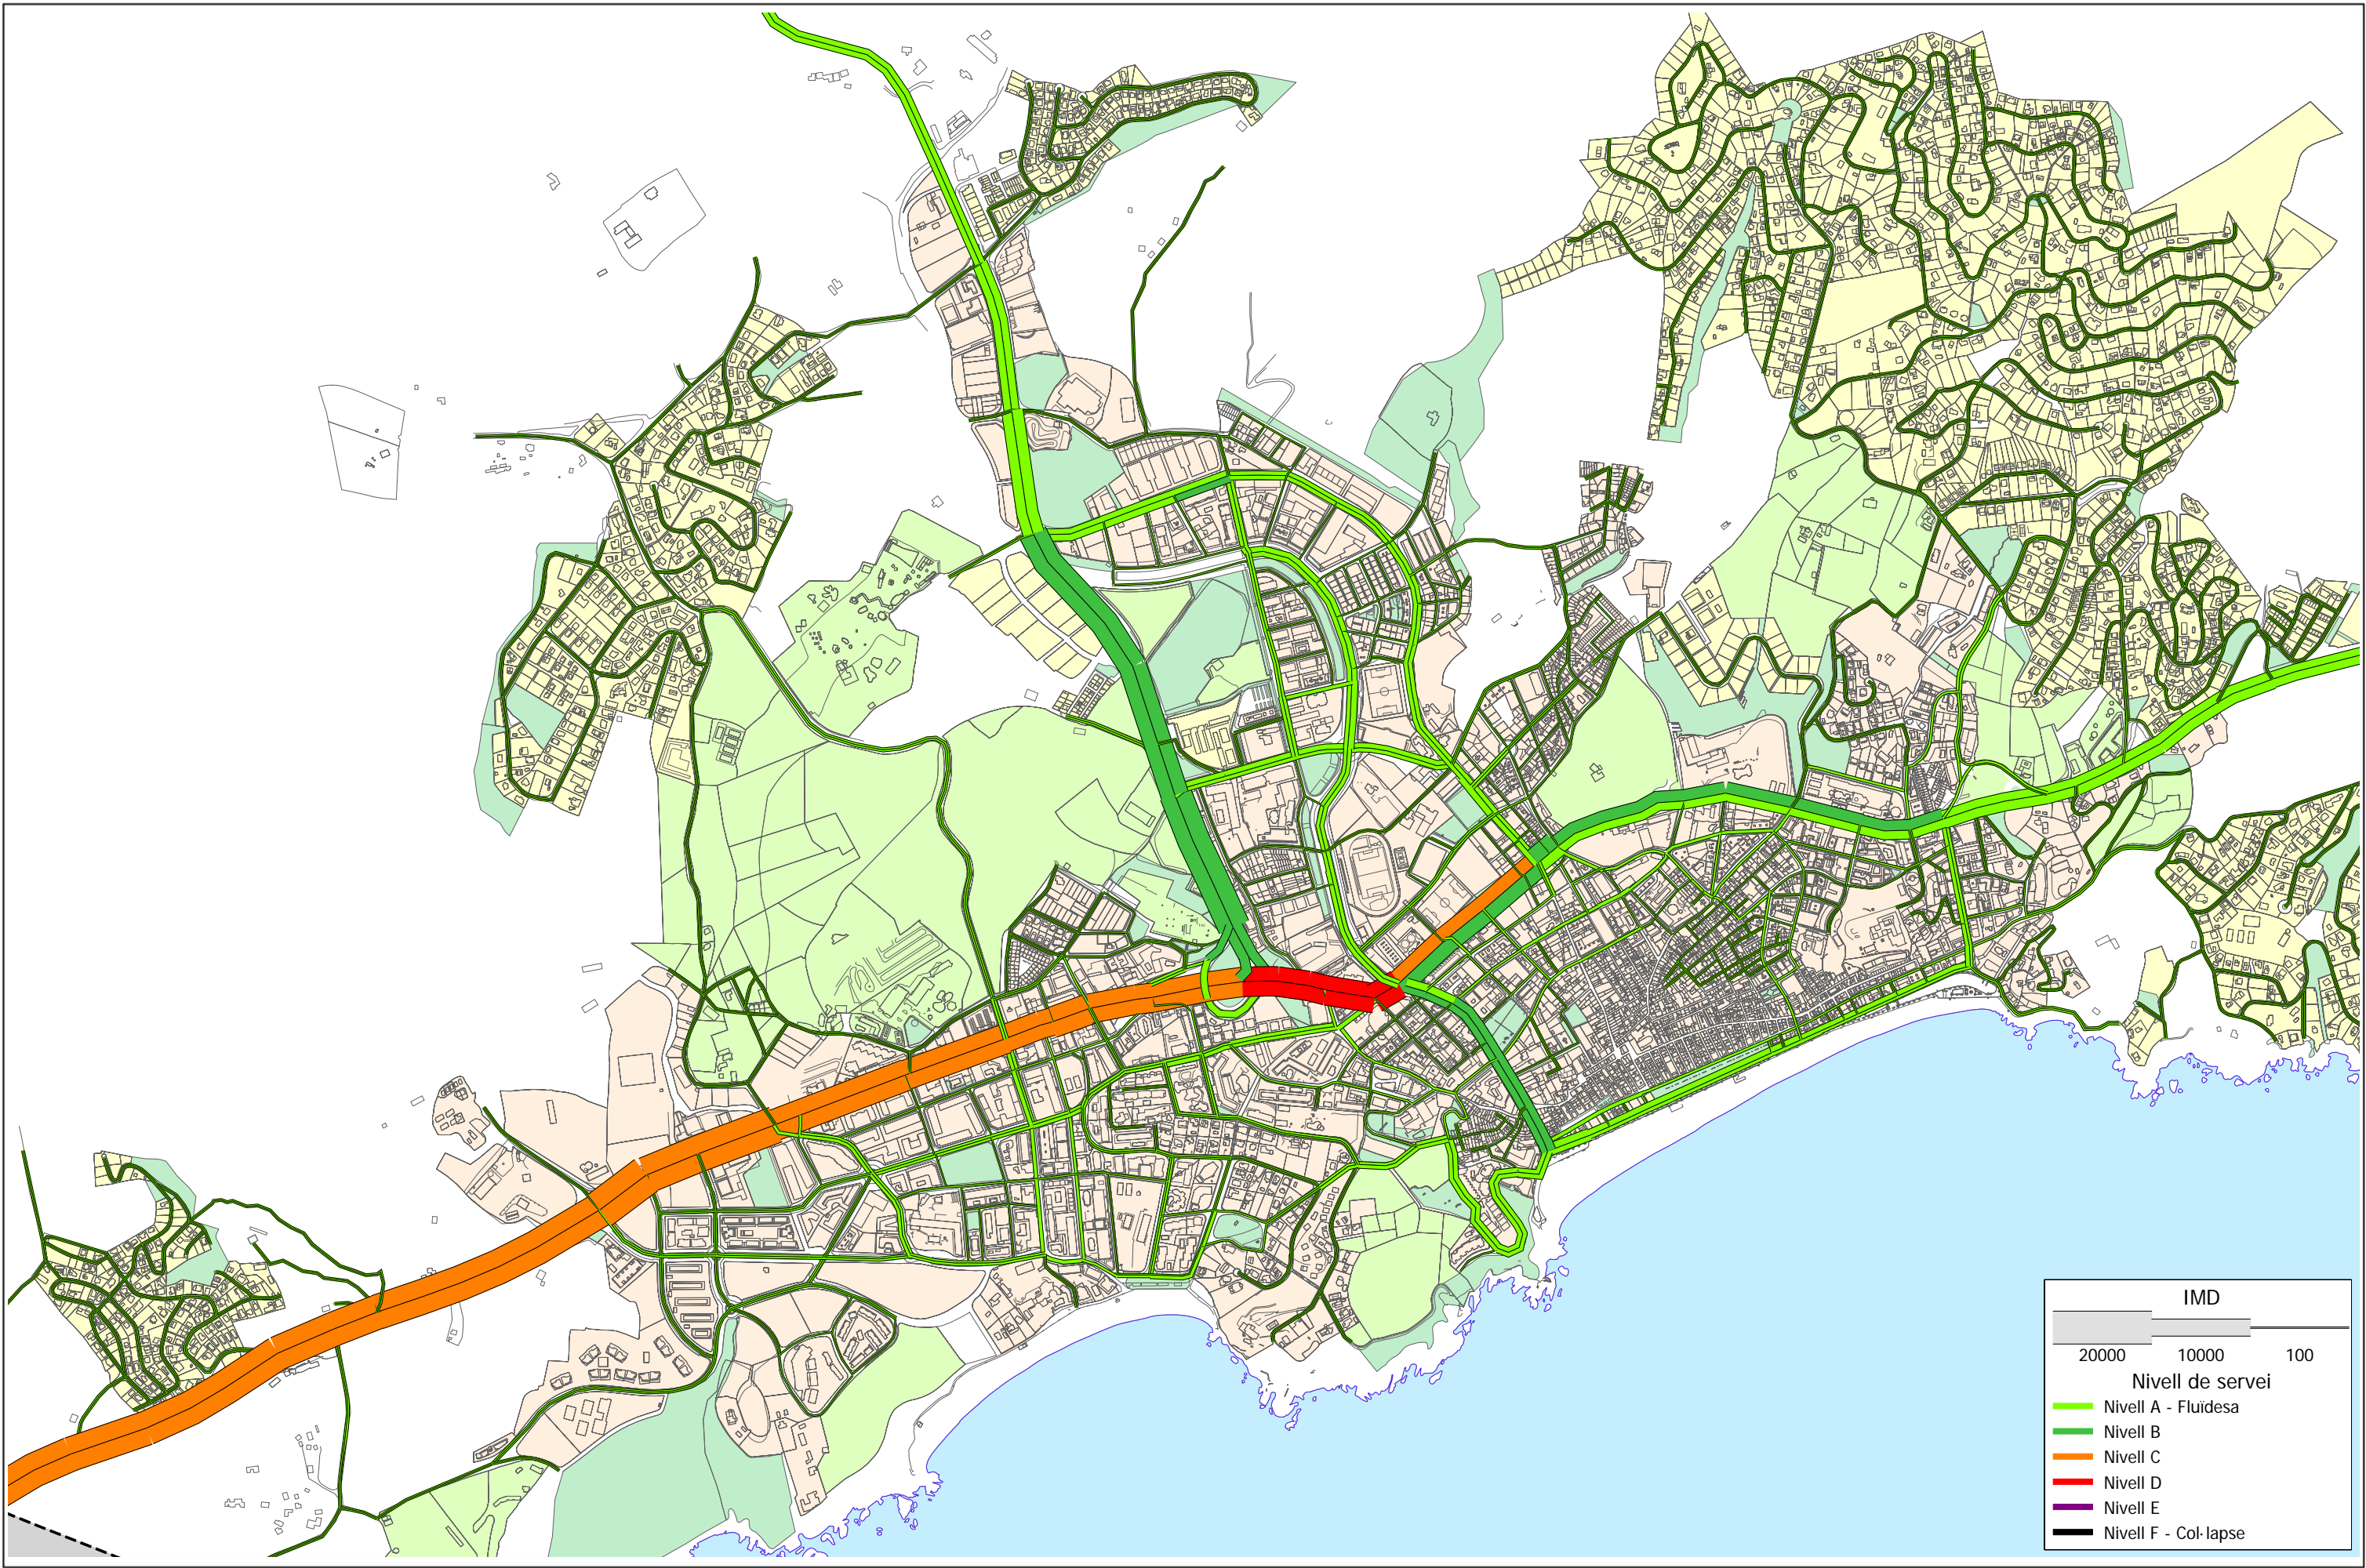 IMD
20000 10000 100
Nivell de servei
Nivell A - Fluïdesa
Nivell B
Nivell C
Nivell D
Nivell E
Nivell F - Col·lapse